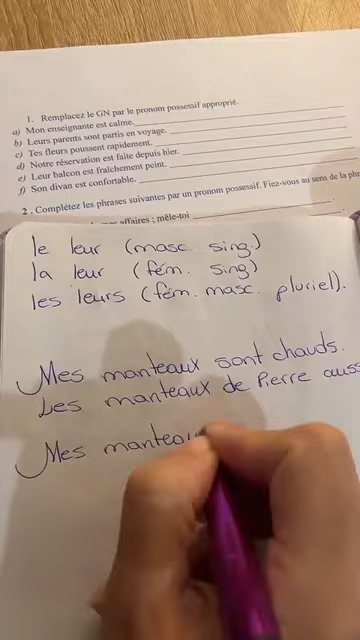 1. Remplacez le GN par le pronom possessif approprié.
a) Mon enseignante est calme.
b) Leurs parents sont partis en voyage.
c) Tes fleurs poussent rapidement.
d) Notre réservation est faite depuis hier.
e) Leur balcon est fraîchement peint.
f) Son divan est confortable.
2. Complétez les phrases suivantes par un pronom possessif. Fiez-vous au sens de la
affaires ; mêle-toi
le leur (masc. sing.)
la leur (fém. sing)
les leurs (fém. masc. pluriel).
Mes manteaux sont chauds.
Les manteaux de Pierre
Mes